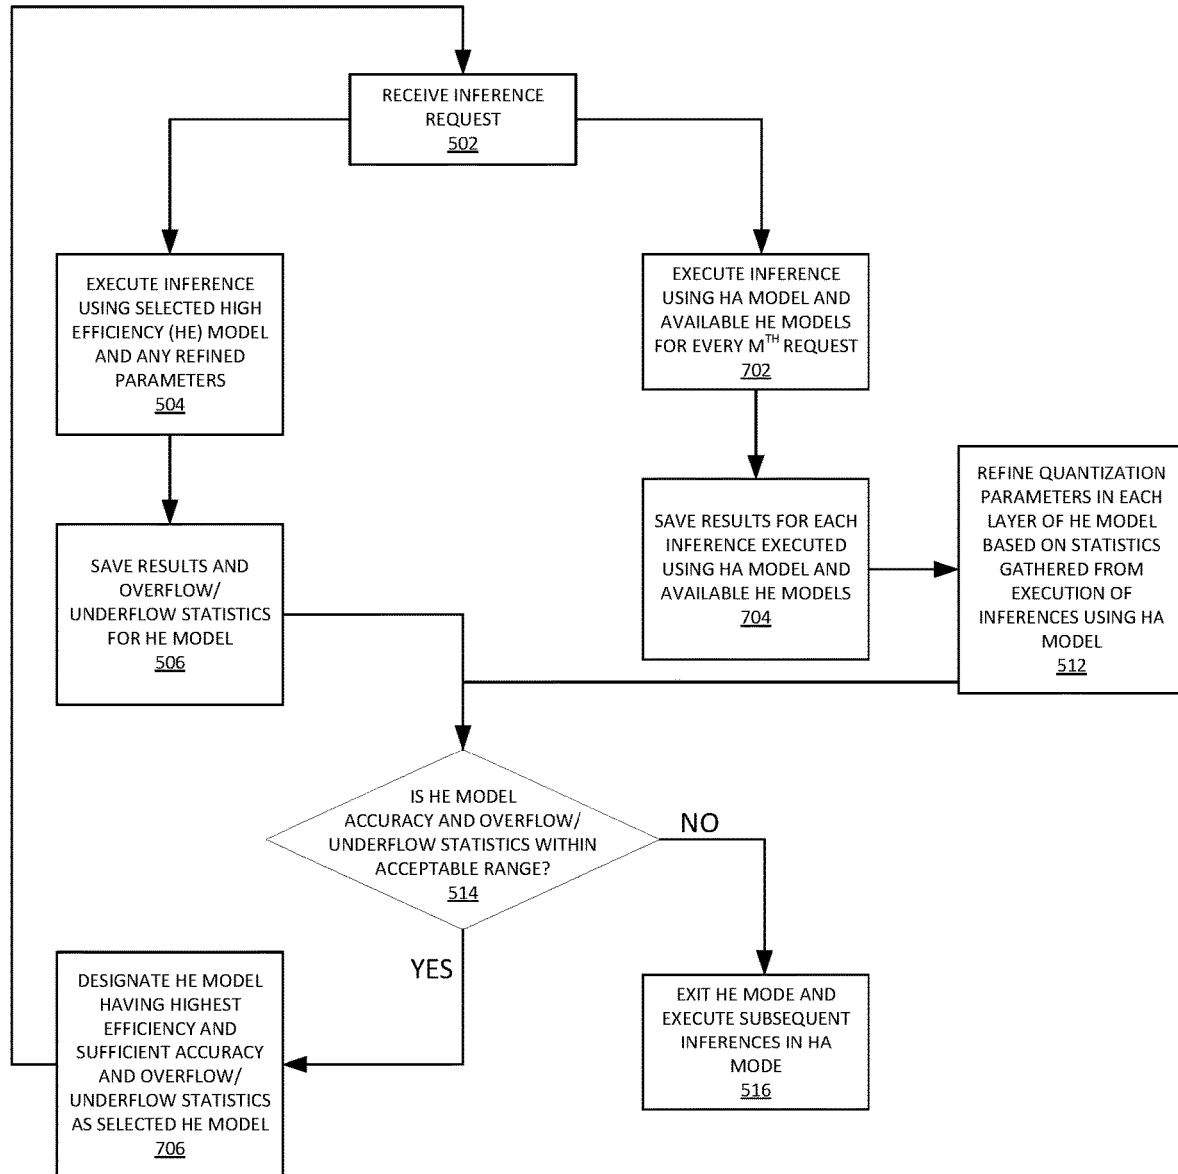 RECEIVE INFERENCE
REQUEST
502
EXECUTE INFERENCE
USING SELECTED HIGH
EFFICIENCY (HE) MODEL
AND ANY REFINED
PARAMETERS
504
EXECUTE INFERENCE
USING HA MODEL AND
AVAILABLE HE MODELS
FOR EVERY MTH REQUEST
702
SAVE RESULTS AND
OVERFLOW/
UNDERFLOW STATISTICS
FOR HE MODEL
506
SAVE RESULTS FOR EACH
INFERENCE EXECUTED
USING HA MODEL AND
AVAILABLE HE MODELS
704
REFINE QUANTIZATION
PARAMETERS IN EACH
LAYER OF HE MODEL
BASED ON STATISTICS
GATHERED FROM
EXECUTION OF
INFERENCES USING HA
MODEL
512
IS HE MODEL
ACCURACY AND OVERFLOW/
UNDERFLOW STATISTICS WITHIN
ACCEPTABLE RANGE?
514
NO
YES
DESIGNATE HE MODEL
HAVING HIGHEST
EFFICIENCY AND
SUFFICIENT ACCURACY
AND OVERFLOW/
UNDERFLOW STATISTICS
AS SELECTED HE MODEL
706
EXIT HE MODE AND
EXECUTE SUBSEQUENT
INFERENCES IN HA
MODE
516